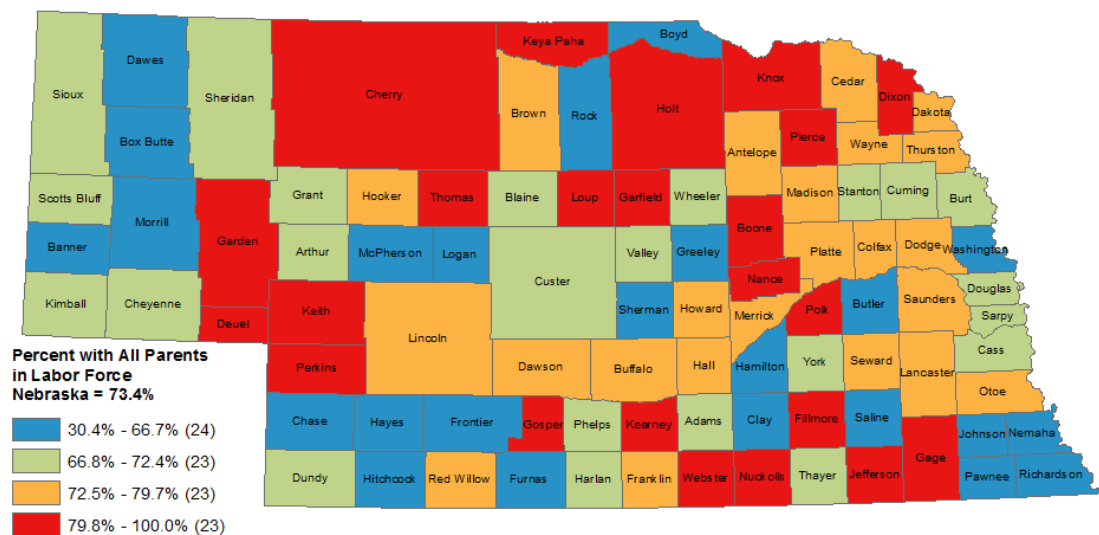 Keya Paha
Boyd
Dawes
Sioux
Sheridan
Cherry
Brown
Rock
Holt
Knox
Cedar
Dixon
Dakota
Box Butte
Antelope
Pierce
Wayne
Thurston
Scotts Bluff
Morrill
Grant
Hooker
Thomas
Blaine
Loup
Garfield
Wheeler
Madison
Stanton
Cuming
Burt
Banner
Garden
Arthur
McPherson
Logan
Custer
Valley
Greeley
Boone
Platte
Colfax
Dodge
Washington
Kimball
Cheyenne
Nance
Douglas
Deuel
Keith
Lincoln
Sherman
Howard
Merrick
Polk
Butler
Saunders
Sarpy
Percent with All Parents
in Labor Force
Nebraska = 73.4%
Perkins
Dawson
Buffalo
Hall
Hamilton
York
Seward
Lancaster
Cass
Otoe
30.4% - 66.7% (24)
Chase
Hayes
Frontier
Gosper
Phelps
Kearney
Adams
Clay
Fillmore
Saline
Gage
Johnson
Nemaha
66.8% - 72.4% (23)
Dundy
Hitchcock
Red Willow
Furnas
Harlan
Franklin
Webster
Nuckolls
Thayer
Jefferson
Pawnee
Richardson
72.5% - 79.7% (23)
79.8% - 100.0% (23)